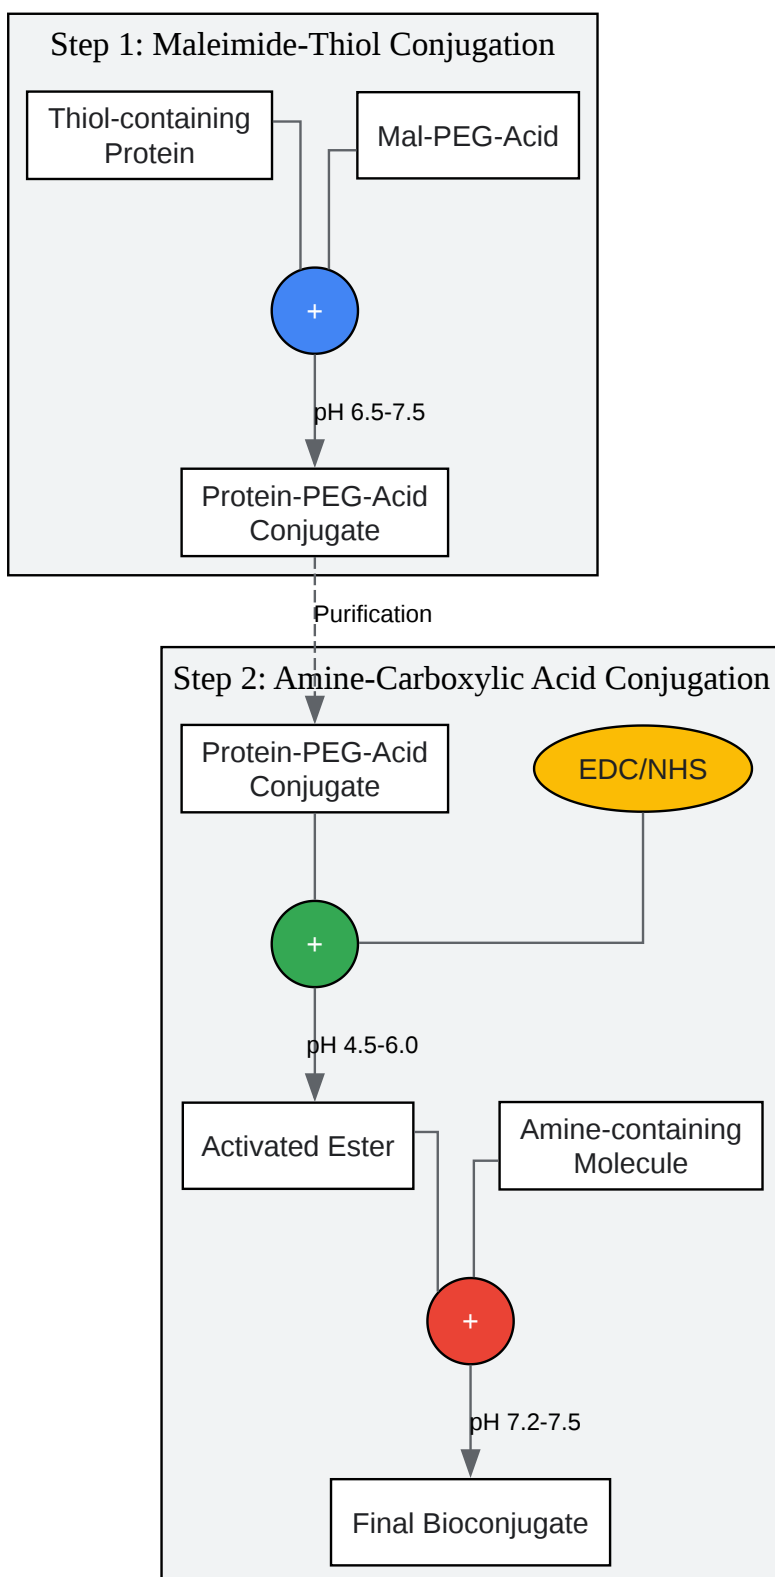 Step 1: Maleimide-Thiol Conjugation
Thiol-containing
Protein
Mal-PEG-Acid
+
pH 6.5-7.5
Protein-PEG-Acid
Conjugate
Purification
Step 2: Amine-Carboxylic Acid Conjugation
Protein-PEG-Acid
Conjugate
EDC/NHS
+
pH 4.5-6.0
Activated Ester
Amine-containing
Molecule
+
pH 7.2-7.5
Final Bioconjugate